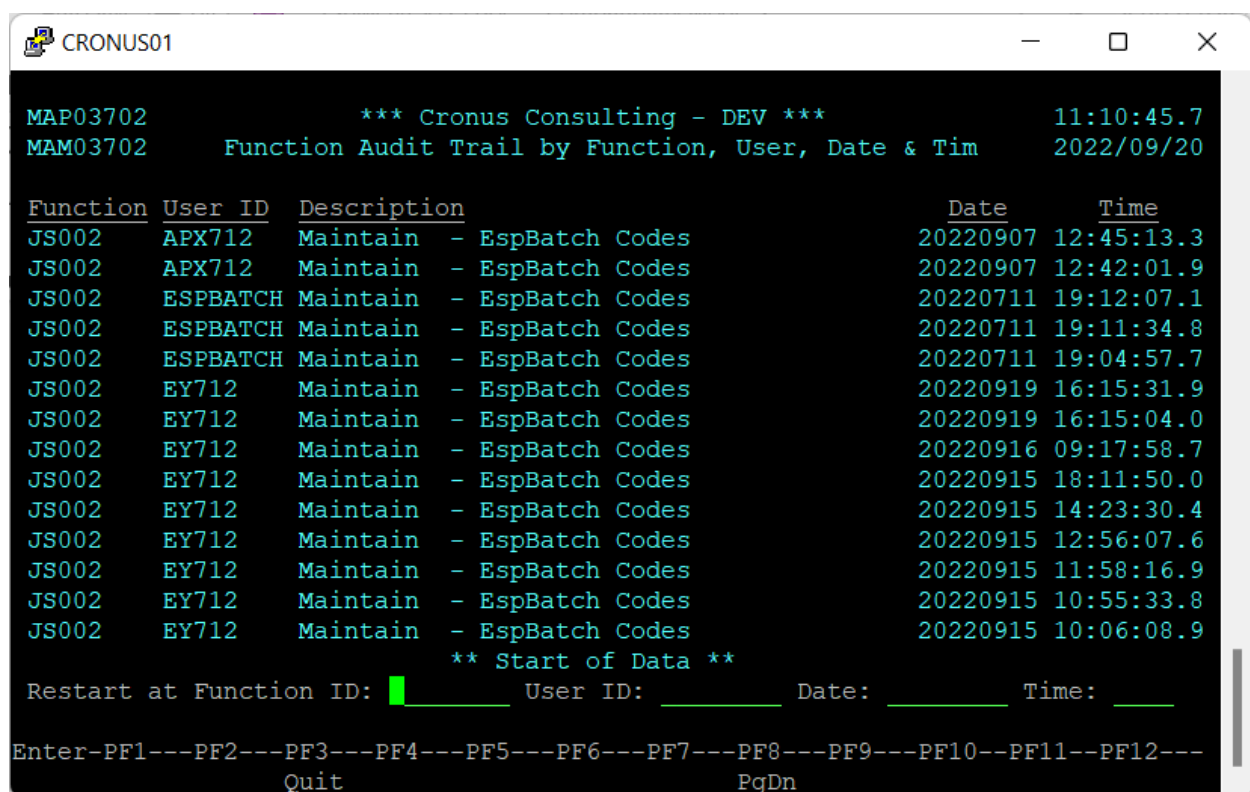 CRONUS01
MAP03702 *** Cronus Consulting - DEV *** 11:10:45.7
MAM03702 Function Audit Trail by Function, User, Date & Tim 2022/09/20
Function User ID Description Date Time
JS002 APX712 Maintain - EspBatch Codes 20220907 12:45:13.3
JS002 APX712 Maintain - EspBatch Codes 20220907 12:42:01.9
JS002 ESPBATCH Maintain - EspBatch Codes 20220711 19:12:07.1
JS002 ESPBATCH Maintain - EspBatch Codes 20220711 19:11:34.8
JS002 ESPBATCH Maintain - EspBatch Codes 20220711 19:04:57.7
JS002 EY712 Maintain - EspBatch Codes 20220919 16:15:31.9
JS002 EY712 Maintain - EspBatch Codes 20220919 16:15:04.0
JS002 EY712 Maintain - EspBatch Codes 20220916 09:17:58.7
JS002 EY712 Maintain - EspBatch Codes 20220915 18:11:50.0
JS002 EY712 Maintain - EspBatch Codes 20220915 14:23:30.4
JS002 EY712 Maintain - EspBatch Codes 20220915 12:56:07.6
JS002 EY712 Maintain - EspBatch Codes 20220915 11:58:16.9
JS002 EY712 Maintain - EspBatch Codes 20220915 10:55:33.8
JS002 EY712 Maintain - EspBatch Codes 20220915 10:06:08.9
** Start of Data **
Restart at Function ID: User ID: Date: Time:
Enter-PF1---PF2---PF3---PF4---PF5---PF6---PF7---PF8---PF9---PF10--PF11--PF12---
Quit PgDn